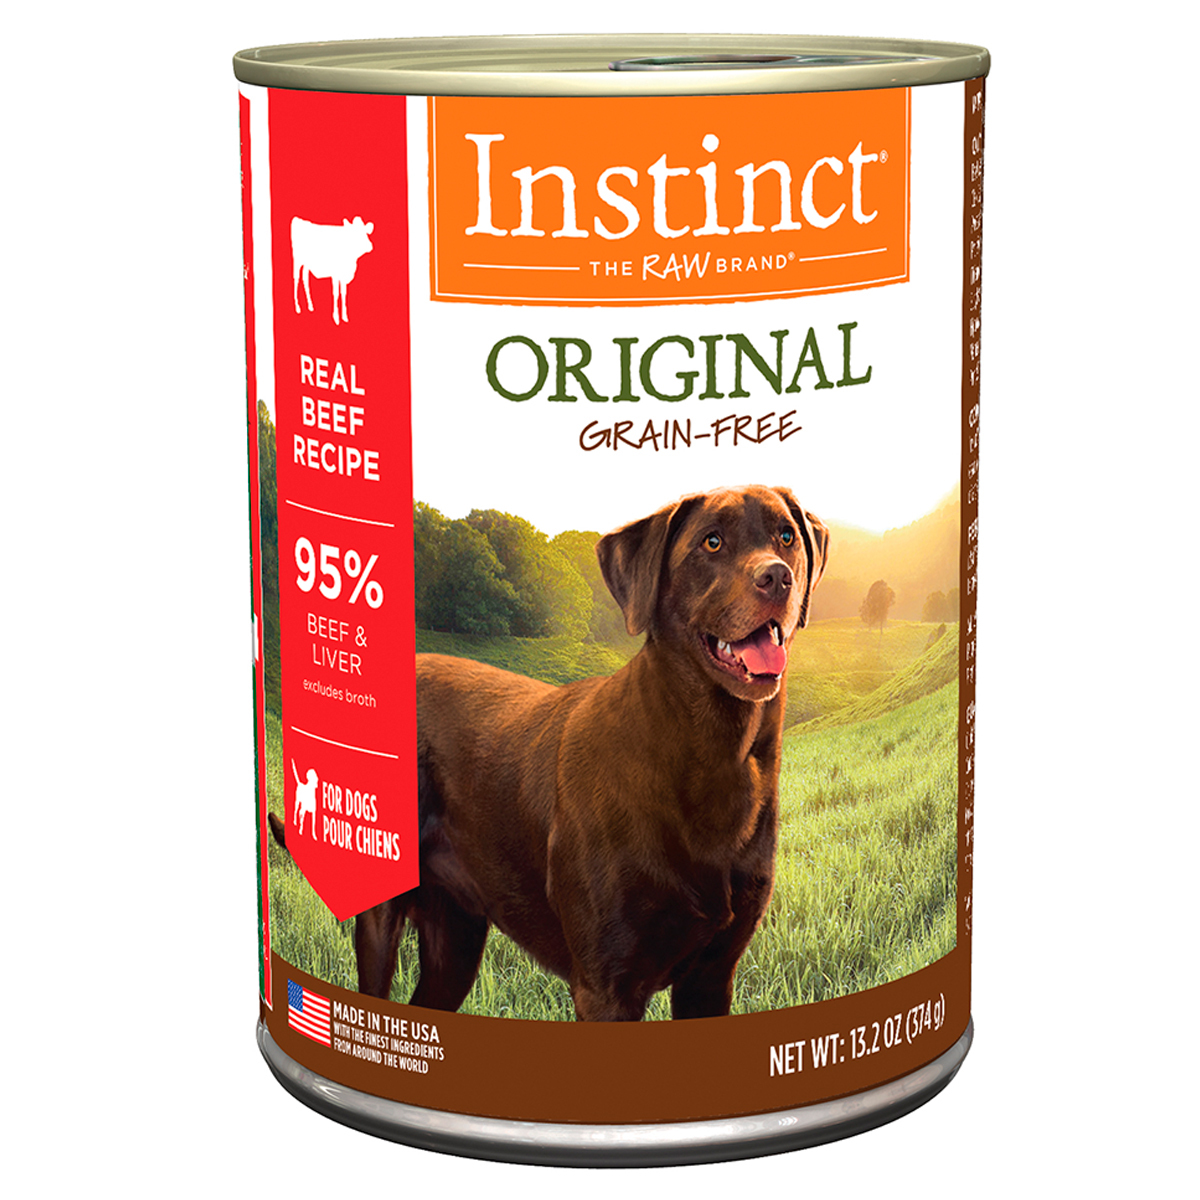 Instinct®
THE RAW BRAND®
ORIGINAL
GRAIN-FREE
REAL
BEEF
RECIPE
95%
BEEF &
LIVER
excludes broth
FOR DOGS
POUR CHIENS
MADE IN THE USA
WITH THE FINEST INGREDIENTS
FROM AROUND THE WORLD
NET WT: 13.2 OZ (374 g)